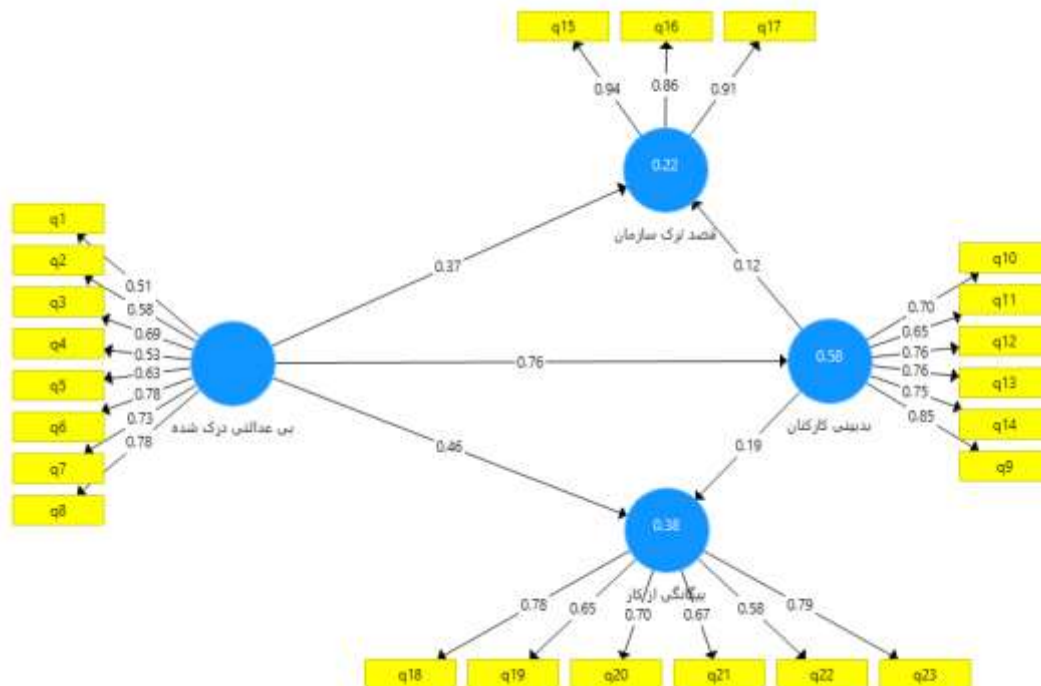 q15 q16 q17
0.94 0.86 0.91
0.22
قصد ترک سازمان
q1
q2
q3
q4
q5
q6
q7
q8
0.51
0.58
0.69
0.53
0.63
0.78
0.73
0.78
بی عدالتی درک شده
0.37
0.76
0.46
0.12
0.19
0.58
بدبینی کارکنان
0.70
0.65
0.76
0.76
0.75
0.85
q10
q11
q12
q13
q14
q9
0.38
بیگانگی از کار
0.78 0.65 0.70 0.67 0.58 0.79
q18 q19 q20 q21 q22 q23